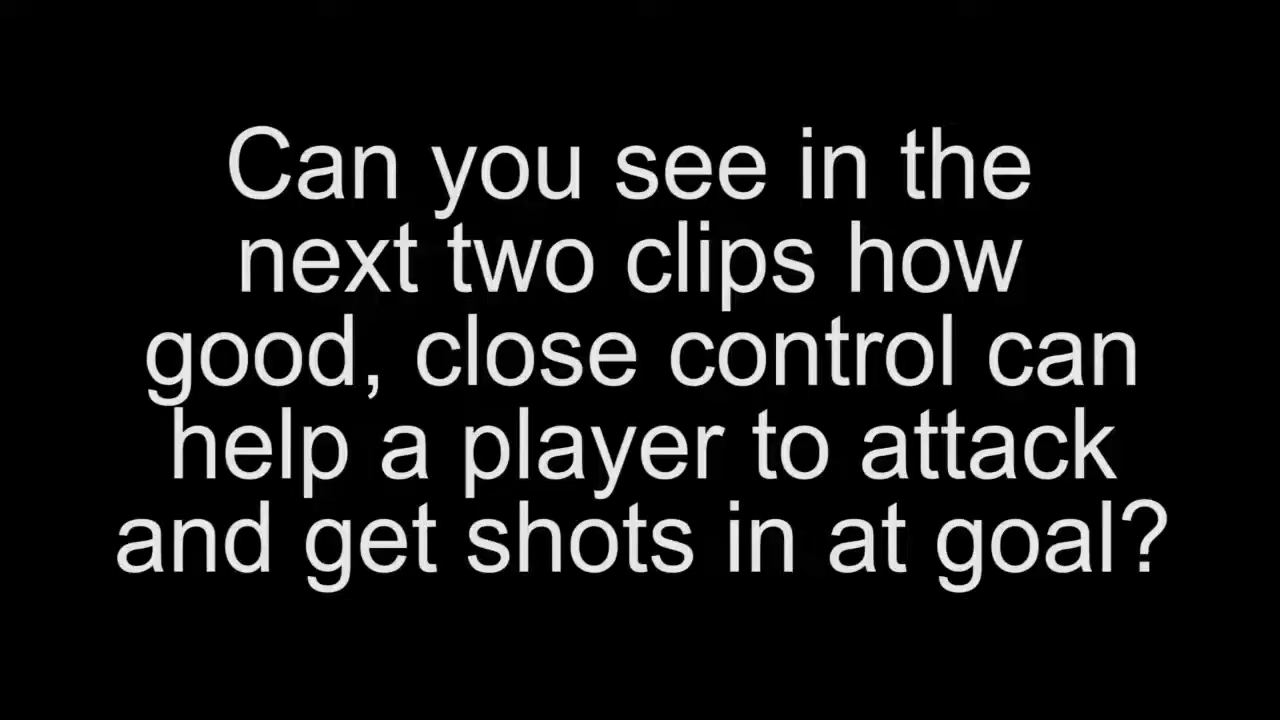 Can you see in the
next two clips how
good, close control can
help a player to attack
and get shots in at goal?